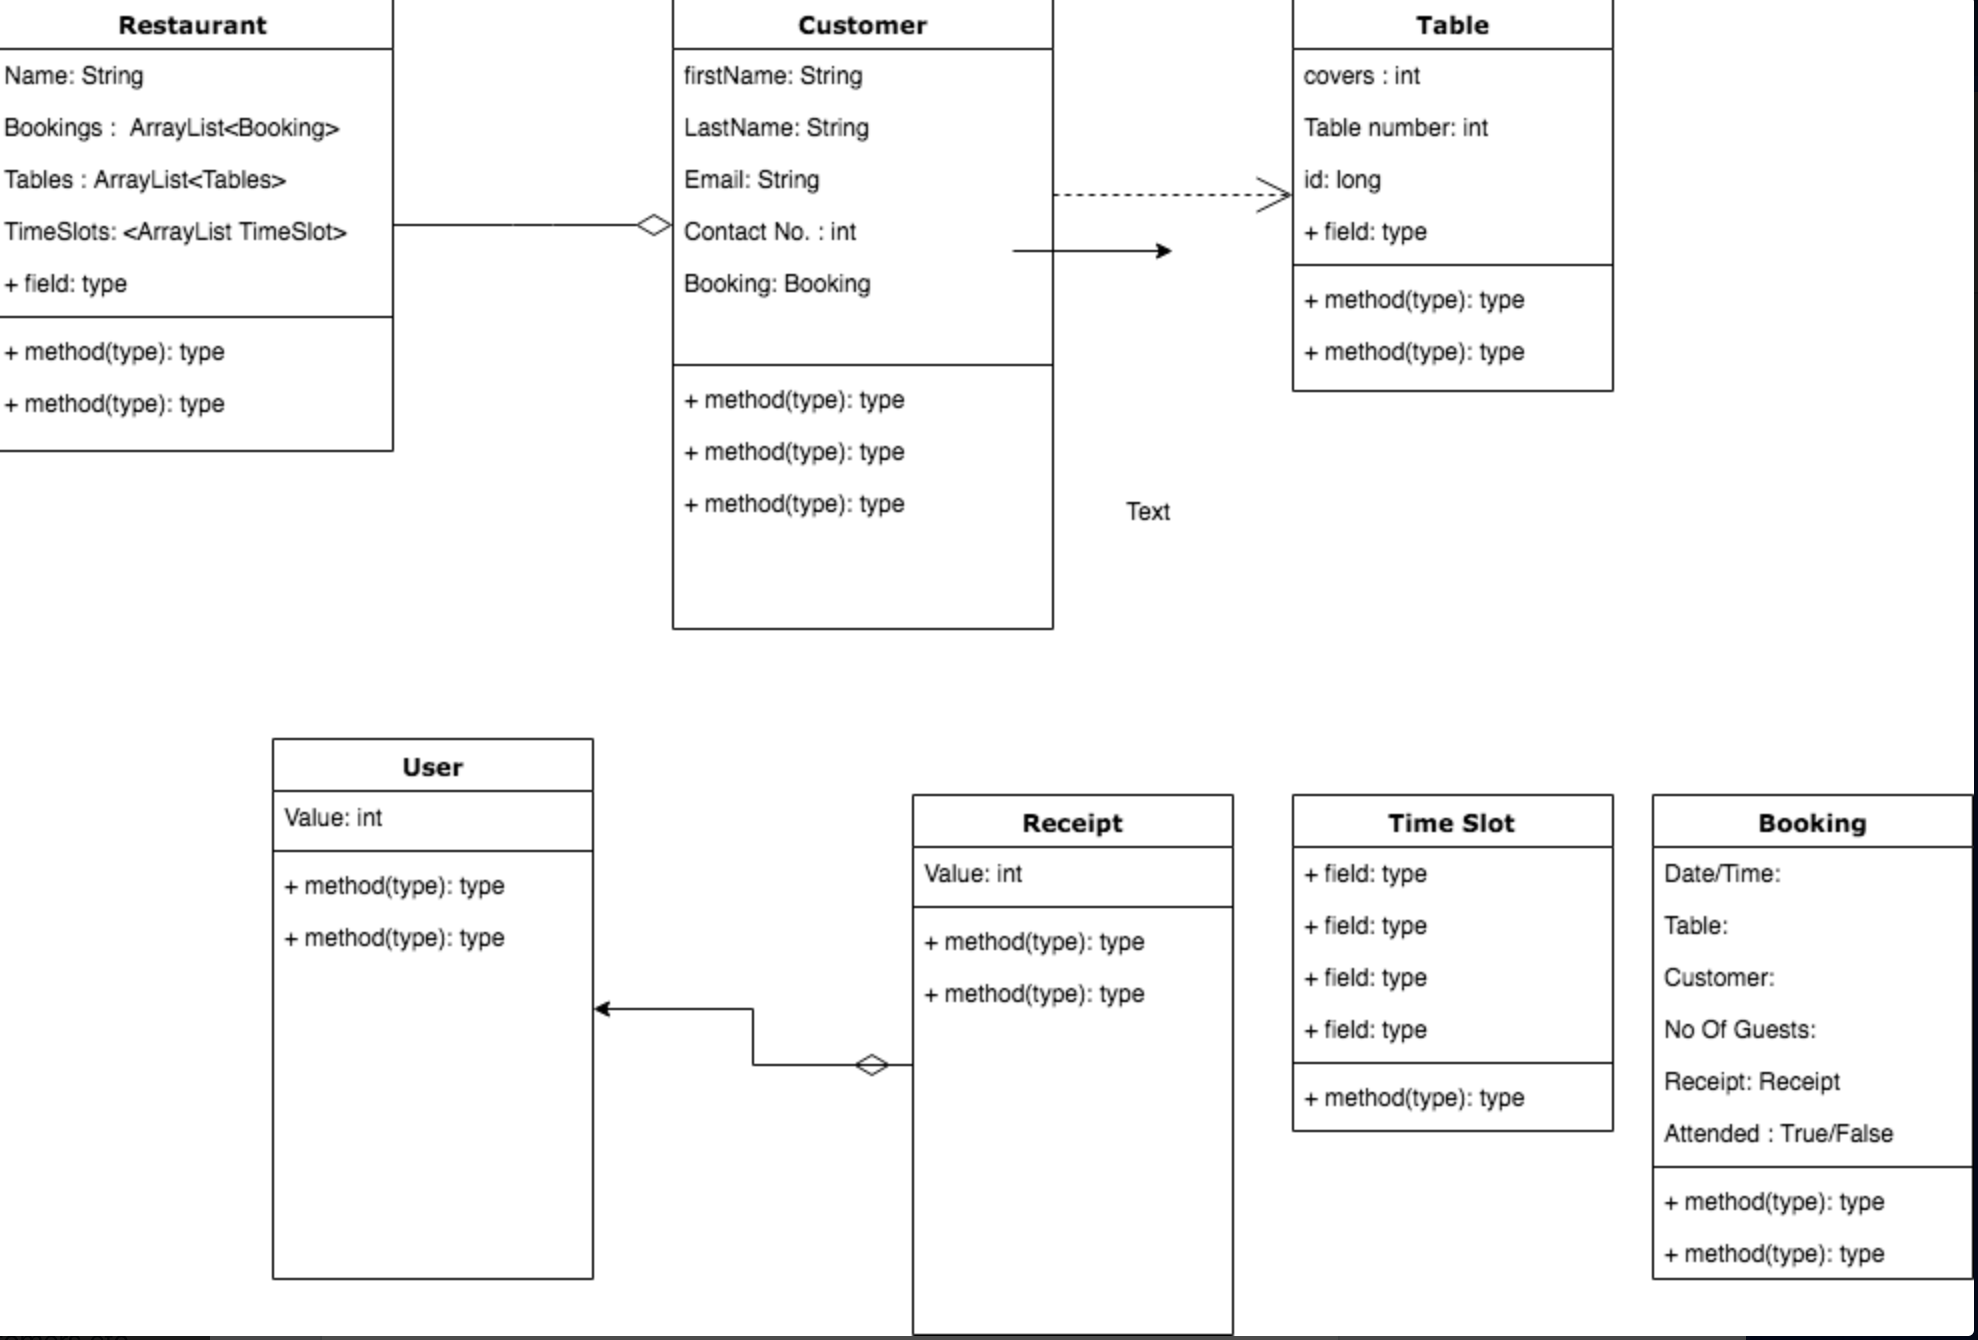 Restaurant
Name: String
Bookings :  ArrayList<Booking>
Tables : ArrayList<Tables>
TimeSlots: <ArrayList TimeSlot>
+ field: type
+ method(type): type
+ method(type): type
Customer
firstName: String
LastName: String
Email: String
Contact No. : int
Booking: Booking
+ method(type): type
+ method(type): type
+ method(type): type
Table
covers : int
Table number: int
id: long
+ field: type
+ method(type): type
+ method(type): type
Text
User
Value: int
+ method(type): type
+ method(type): type
Receipt
Value: int
+ method(type): type
+ method(type): type
Time Slot
+ field: type
+ field: type
+ field: type
+ field: type
+ method(type): type
Booking
Date/Time:
Table:
Customer:
No Of Guests:
Receipt: Receipt
Attended : True/False
+ method(type): type
+ method(type): type